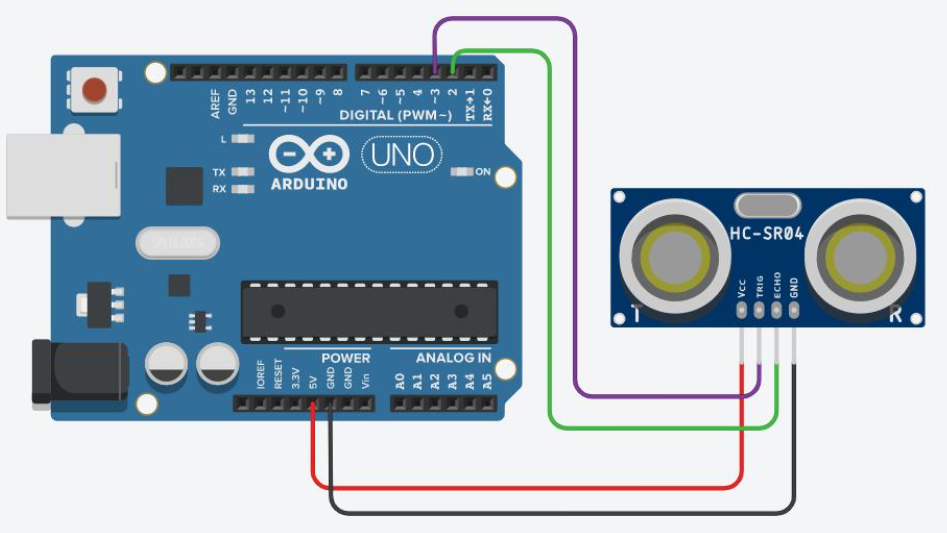 AREF
GND
13
12
~11
~10
~9
8
7
~6
~5
4
~3
2
TX→1
RX←0
DIGITAL (PWM~)
L
TX
RX
UNO
ON
ARDUINO
HC-SR04
VCC
TRIG
ECHO
GND
T
R
POWER
ANALOG IN
IOREF
RESET
3.3V
5V
GND
GND
Vin
A0
A1
A2
A3
A4
A5